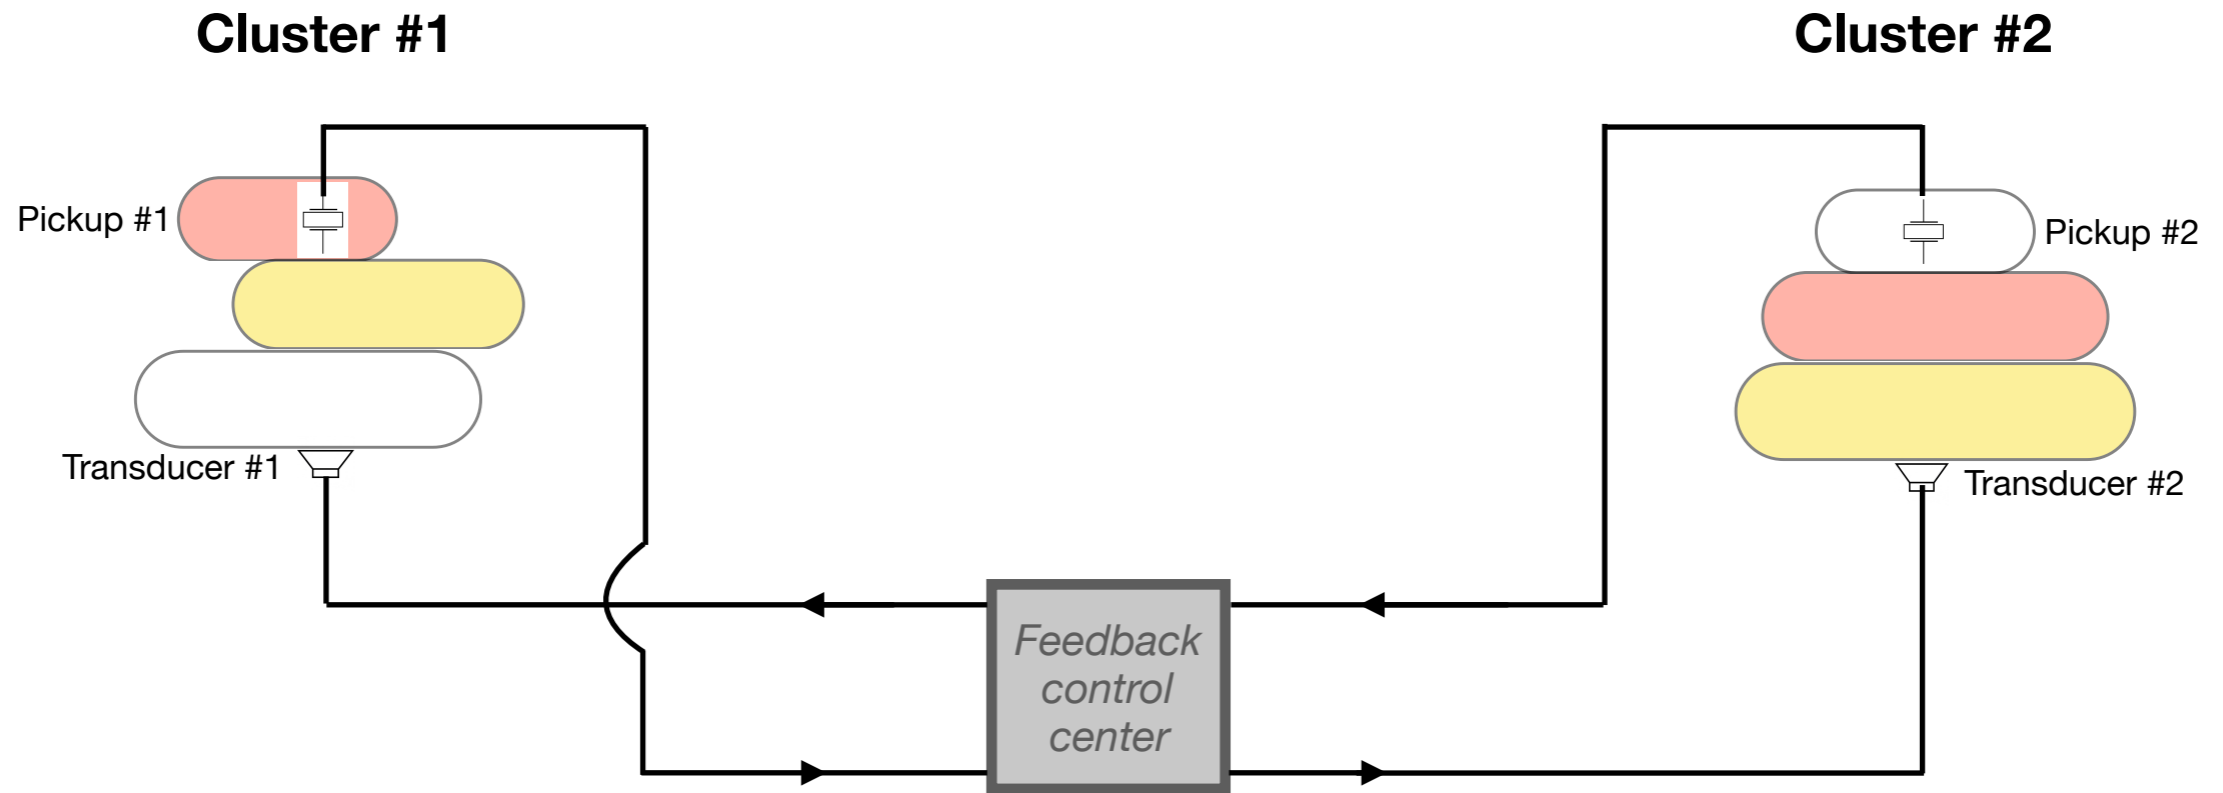 Cluster #1
Cluster #2
Pickup #1
Pickup #2
Transducer #1
Transducer #2
Feedback
control
center